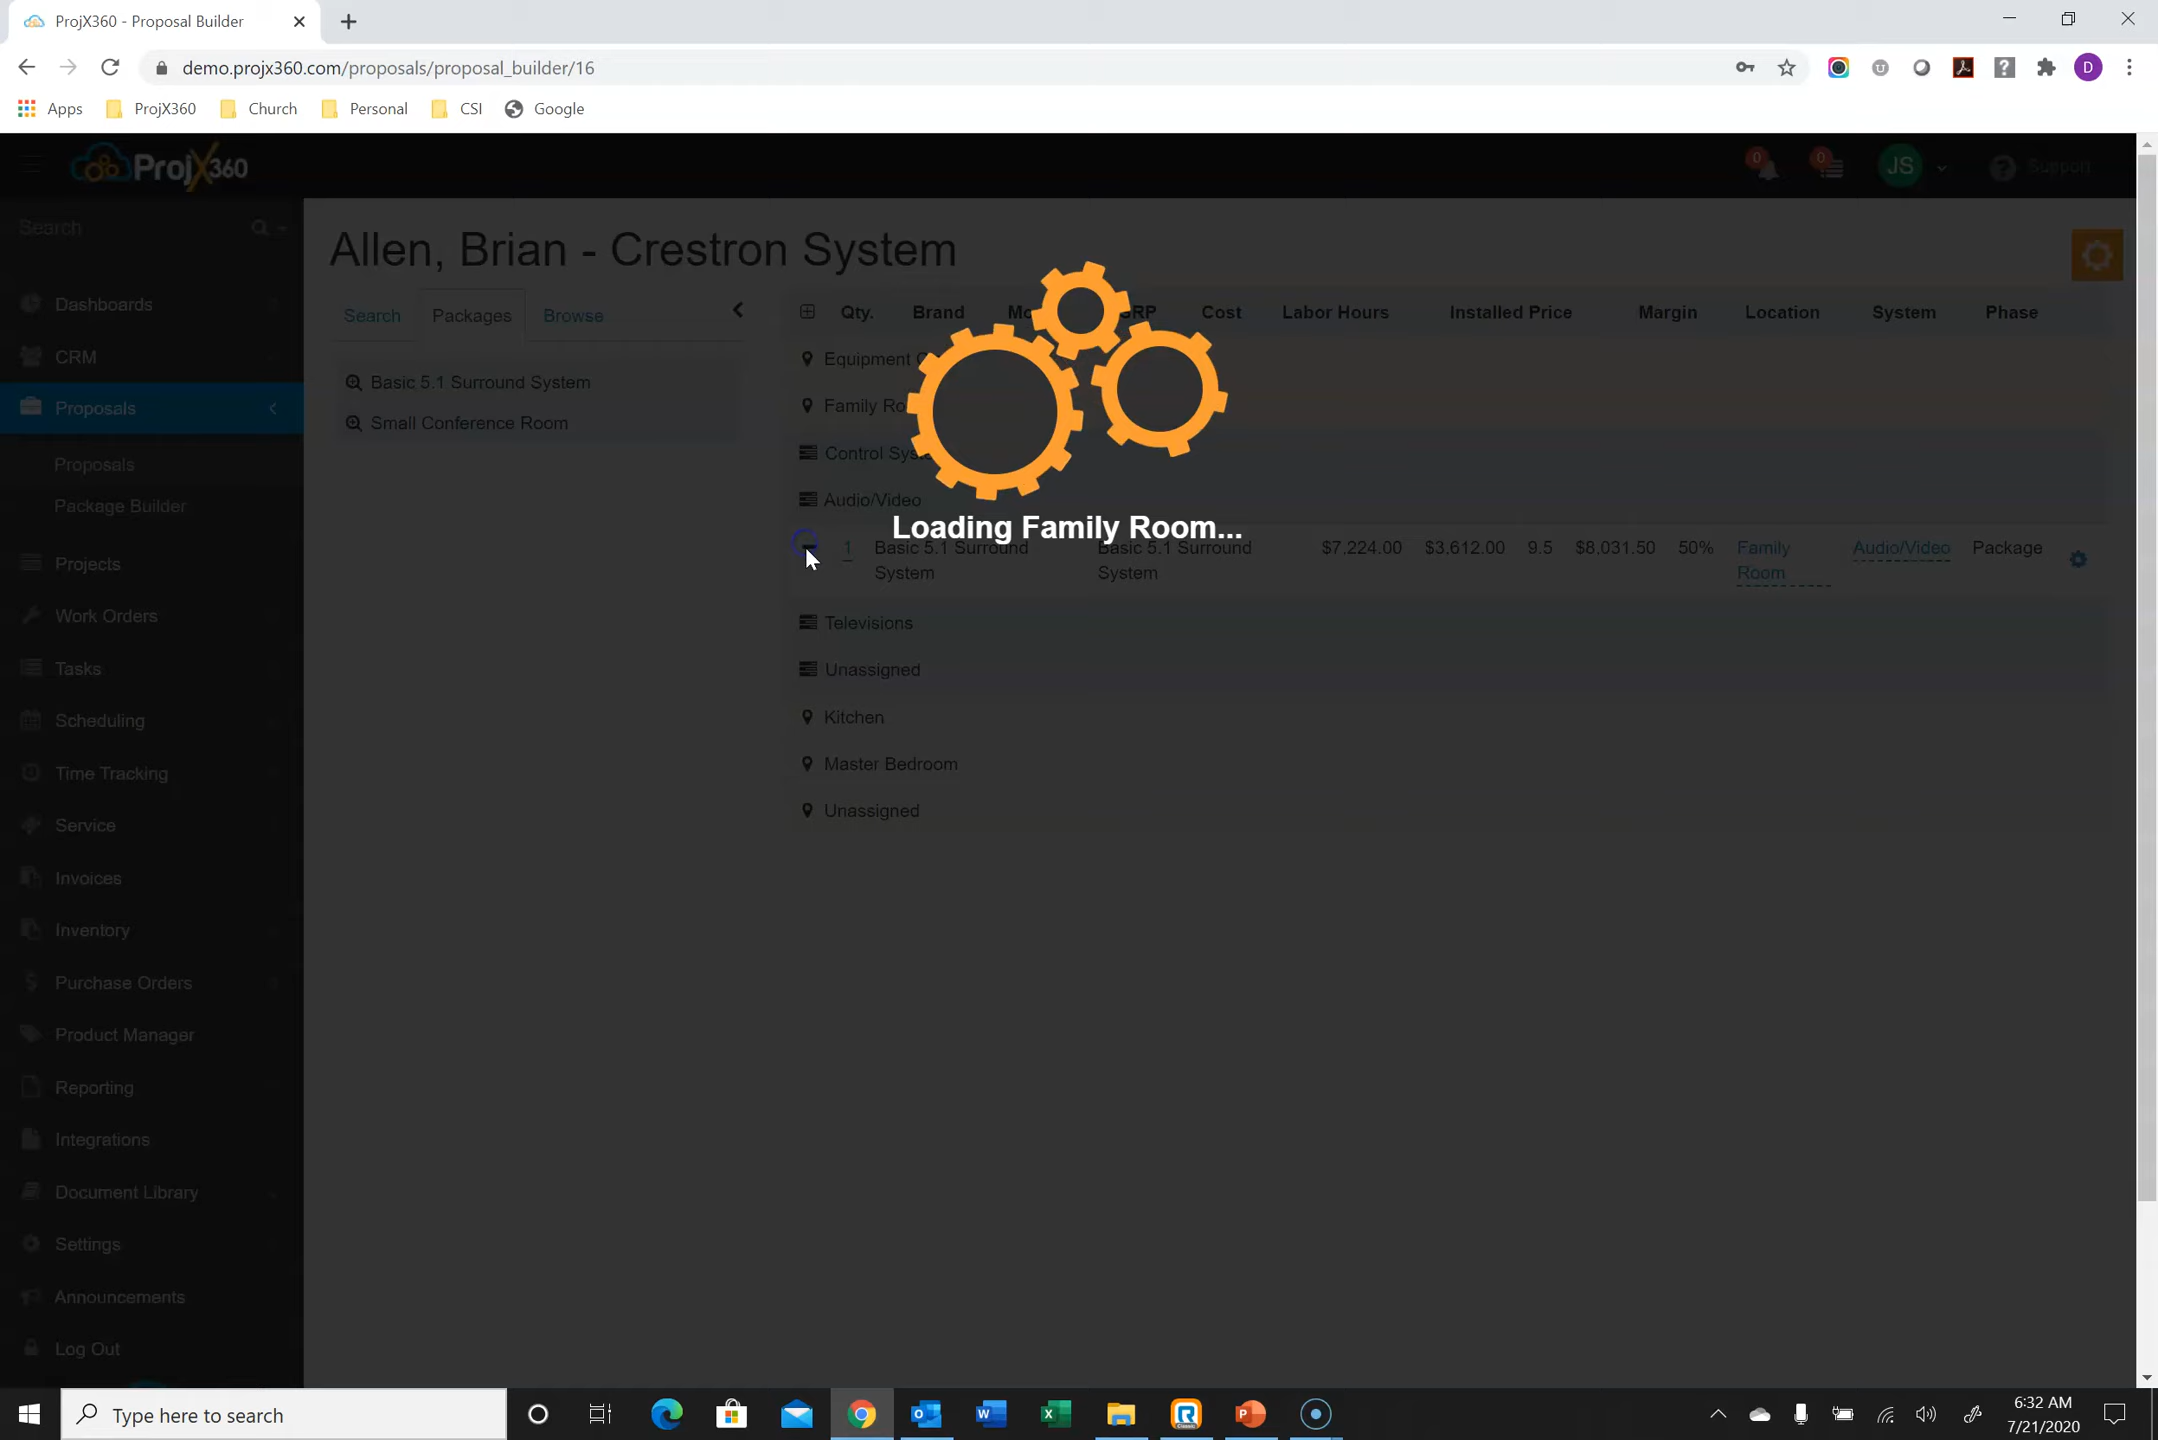 ProjX360 - Proposal Builder
demo.projx360.com/proposals/proposal_builder/16
D
Apps
ProjX360
Church
Personal
CSI
Google
ProjX360
0
0
JS
Support
Search
Allen, Brian - Crestron System
Dashboards
CRM
Proposals
Proposals
Package Builder
Projects
Work Orders
Tasks
Scheduling
Time Tracking
Service
Invoices
Inventory
Purchase Orders
Product Manager
Reporting
Integrations
Document Library
Settings
Announcements
Log Out
Search Packages Browse
Basic 5.1 Surround System
Small Conference Room
Qty. Brand Cost Labor Hours Installed Price Margin Location System Phase
Equipment
Family
Control
Audio/Video
Loading Family Room...
1 Basic 5.1 Surround System Basic 5.1 Surround System $7,224.00 $3,612.00 9.5 $8,031.50 50% Family Room Audio/Video Package
Televisions
Unassigned
Kitchen
Master Bedroom
Unassigned
Type here to search
6:32 AM
7/21/2020